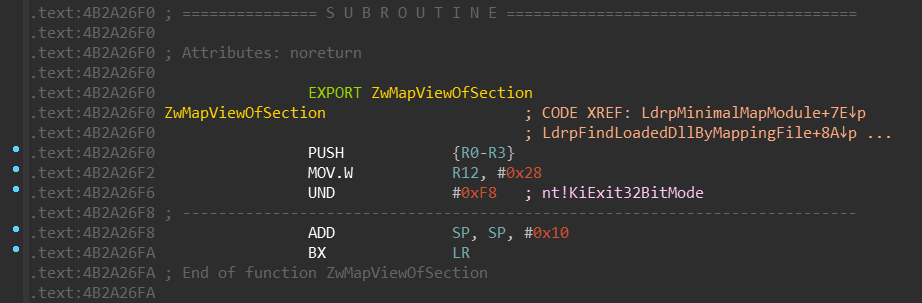 .text:4B2A26F0 ; =============== S U B R O U T I N E =======================================
.text:4B2A26F0
.text:4B2A26F0 ; Attributes: noreturn
.text:4B2A26F0
.text:4B2A26F0 EXPORT ZwMapViewOfSection
.text:4B2A26F0 ZwMapViewOfSection ; CODE XREF: LdrpMinimalMapModule+7E↓p
.text:4B2A26F0 ; LdrpFindLoadedDllByMappingFile+8A↓p ...
.text:4B2A26F0 PUSH {R0-R3}
.text:4B2A26F2 MOV.W R12, #0x28
.text:4B2A26F6 UND #0xF8 ; nt!KiExit32BitMode
.text:4B2A26F8 ; ---------------------------------------------------------------------------
.text:4B2A26F8 ADD SP, SP, #0x10
.text:4B2A26FA BX LR
.text:4B2A26FA ; End of function ZwMapViewOfSection
.text:4B2A26FA